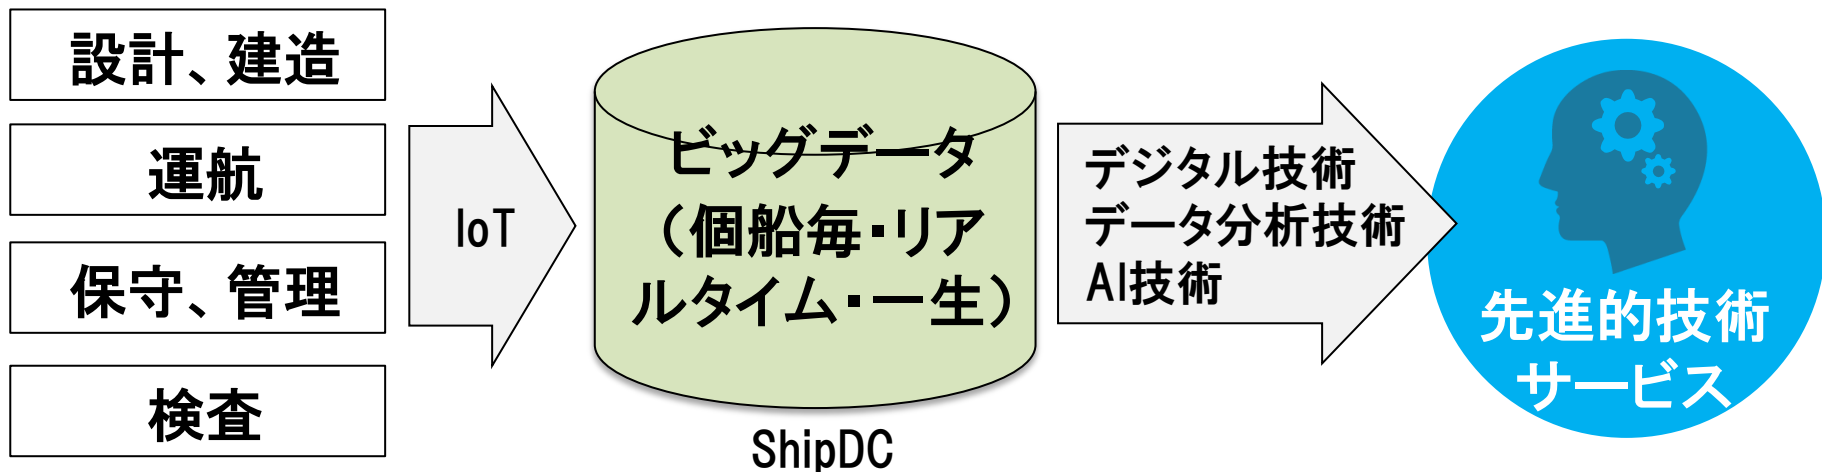 設計、建造
運航
保守、管理
検査
IoT
ビッグデータ
（個船毎・リア
ルタイム・一生）
ShipDC
デジタル技術
データ分析技術
AI技術
先進的技術
サービス